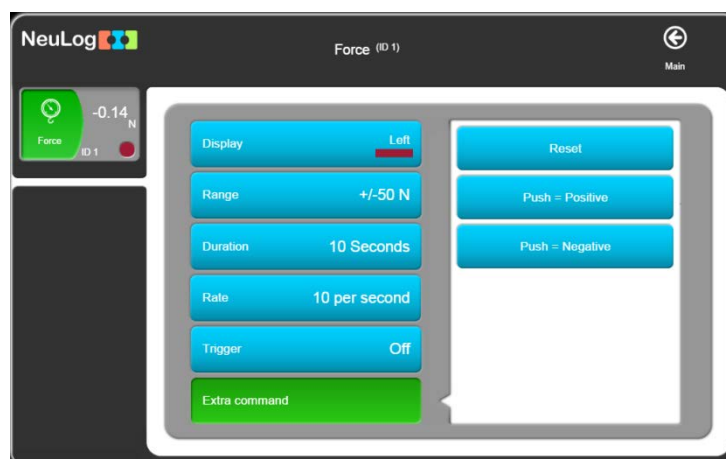 NeuLog
Force (ID 1)
Main
-0.14
N
Force
ID 1
Display Left
Range +/-50 N
Duration 10 Seconds
Rate 10 per second
Trigger Off
Extra command
Reset
Push = Positive
Push = Negative